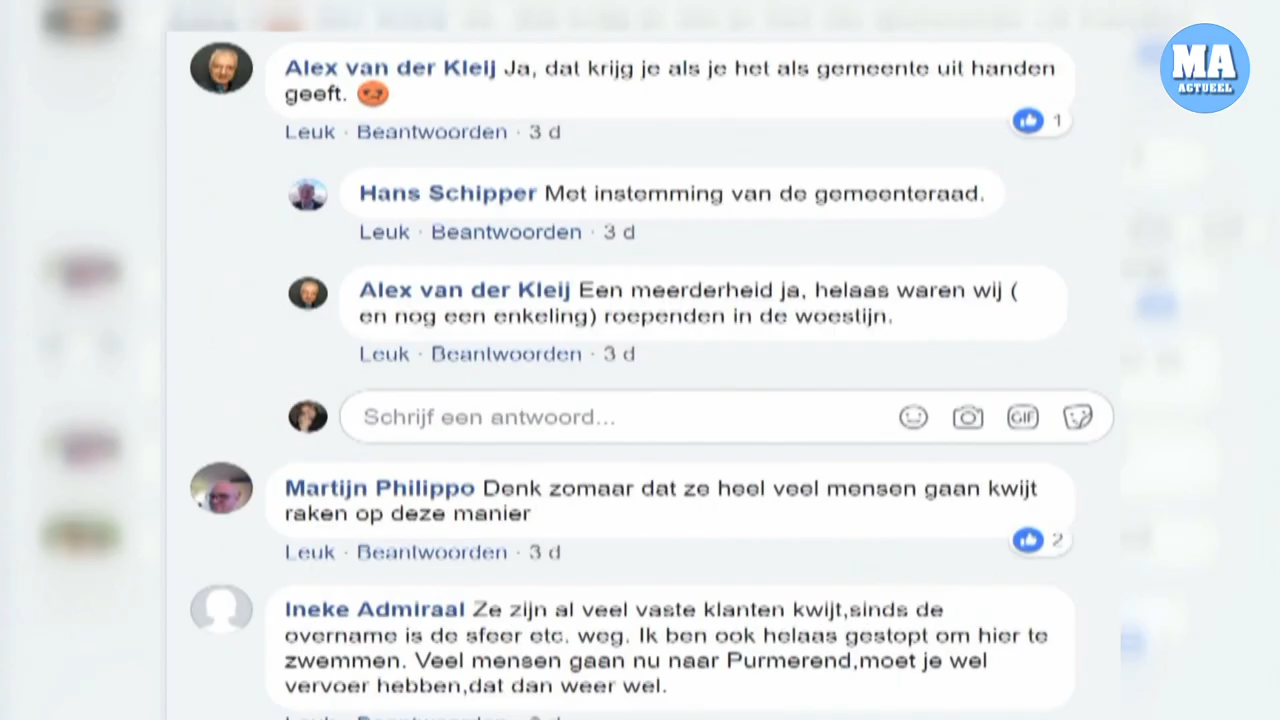 MA
ACTUEEL
Alex van der Kleij Ja, dat krijg je als je het als gemeente uit handen
geeft.
1
Leuk · Beantwoorden · 3 d
Hans Schipper Met instemming van de gemeenteraad.
Leuk · Beantwoorden · 3 d
Alex van der Kleij Een meerderheid ja, helaas waren wij (
en nog een enkeling) roependen in de woestijn.
Leuk · Beantwoorden · 3 d
Schrijf een antwoord...
GIF
Martijn Philippo Denk zomaar dat ze heel veel mensen gaan kwijt
raken op deze manier
2
Leuk · Beantwoorden · 3 d
Ineke Admiraal Ze zijn al veel vaste klanten kwijt,sinds de
overname is de sfeer etc. weg. Ik ben ook helaas gestopt om hier te
zwemmen. Veel mensen gaan nu naar Purmerend,moet je wel
vervoer hebben,dat dan weer wel.